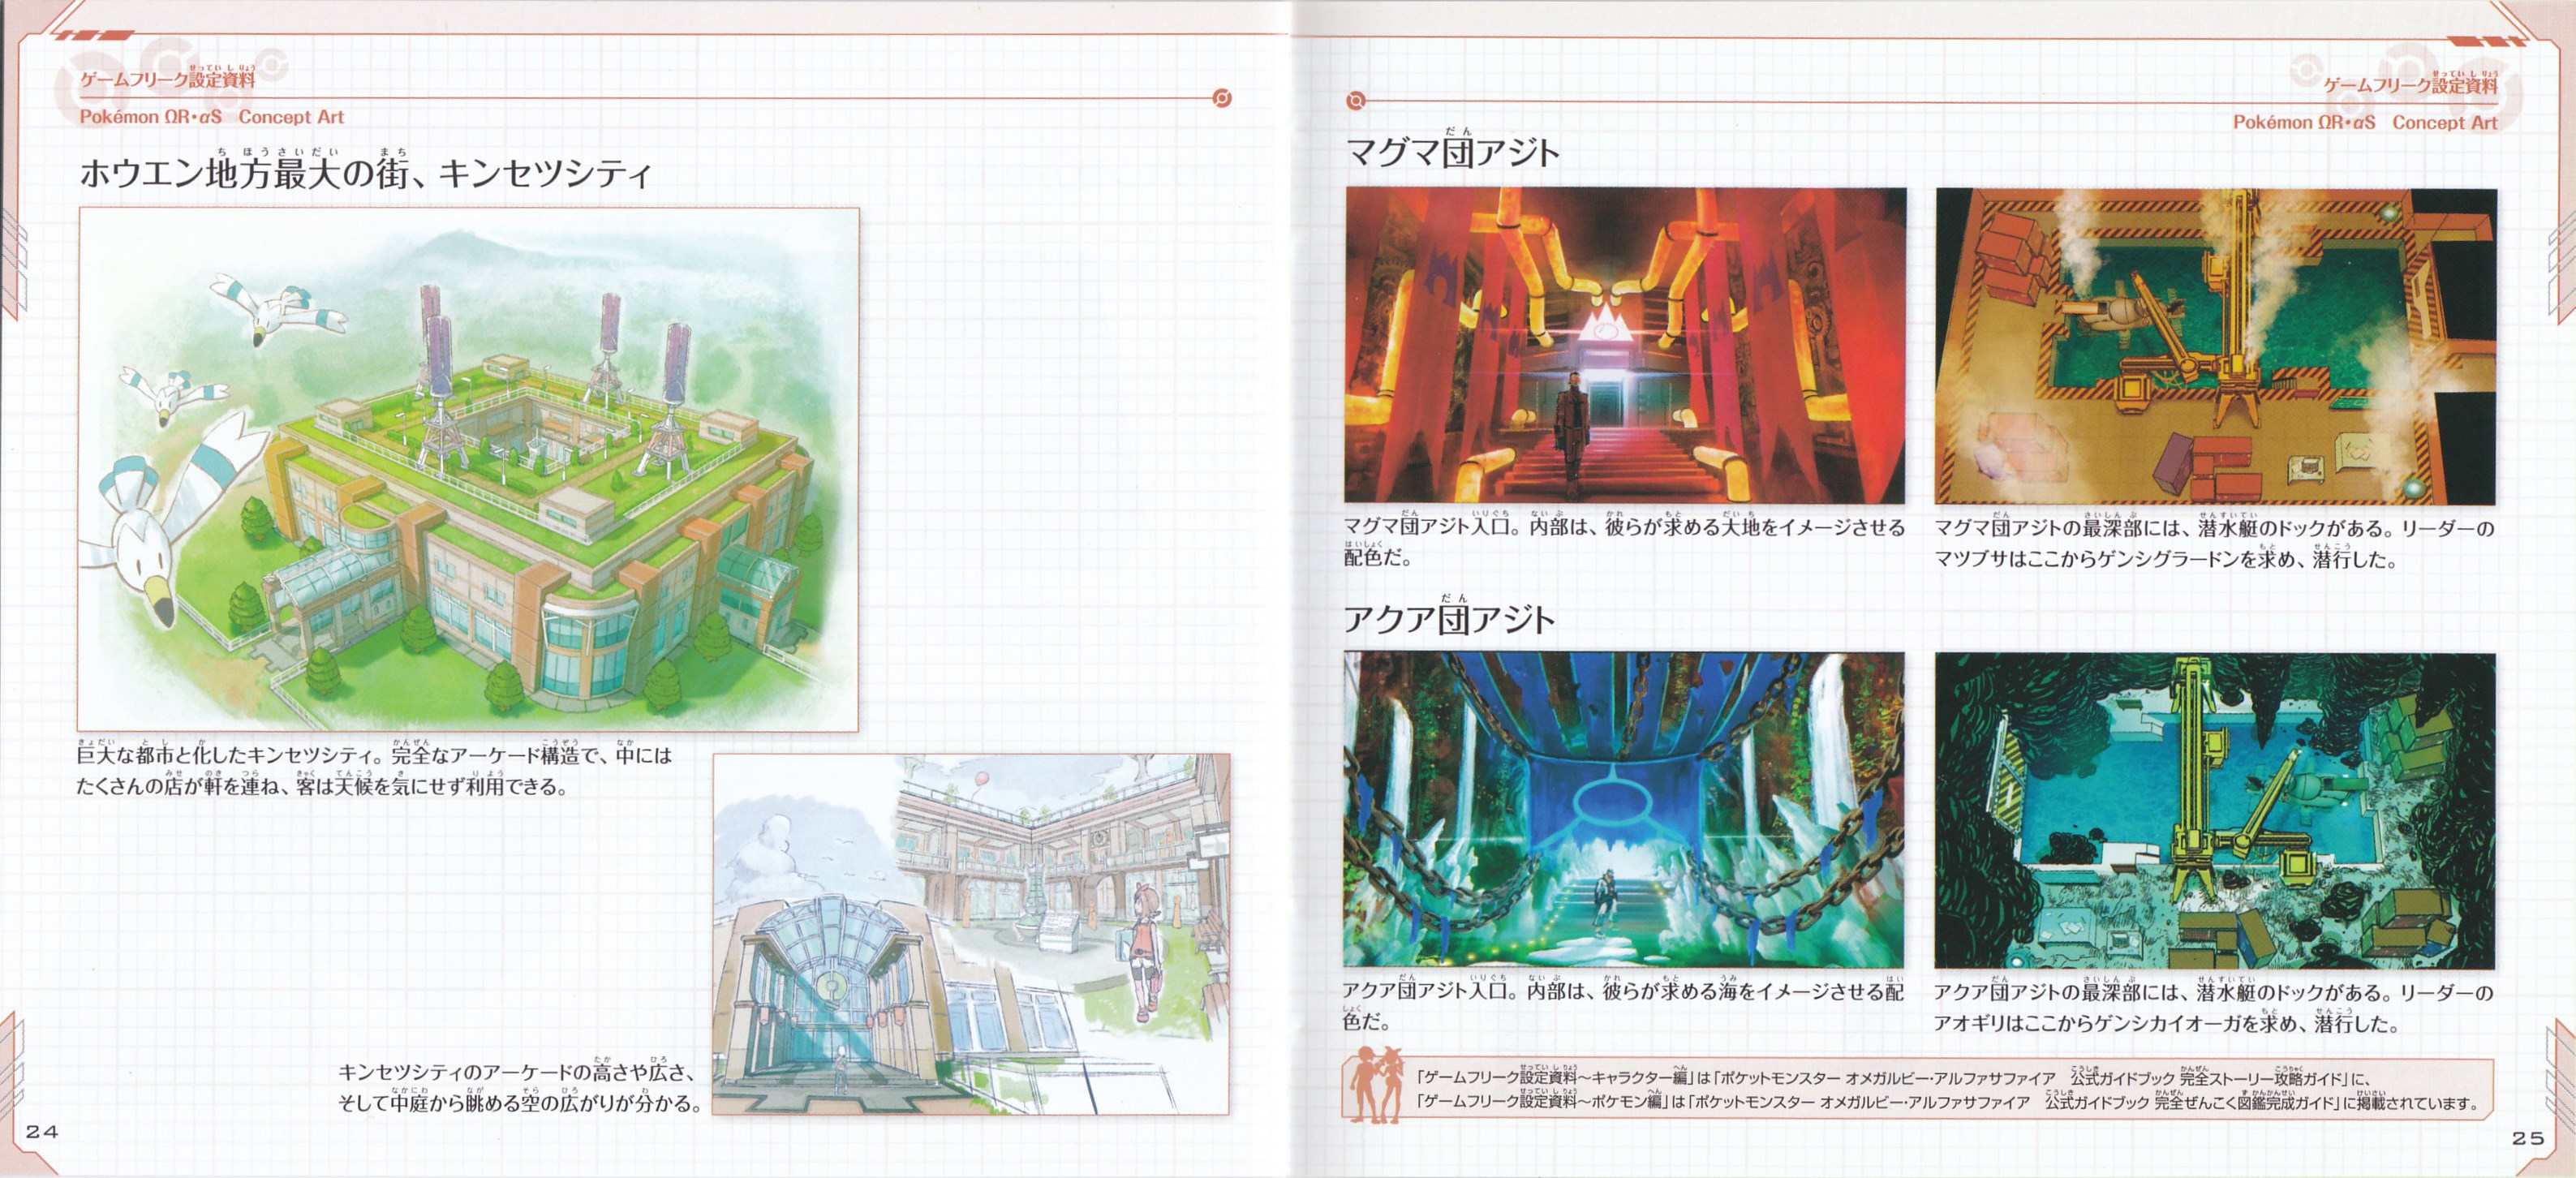 ゲームフリーク設定資料
Pokémon ΩR・αS Concept Art
ホウエン地方最大の街、キンセツシティ
巨大な都市と化したキンセツシティ。完全なアーケード構造で、中には
たくさんの店が軒を連ね、客は天候を気にせず利用できる。
キンセツシティのアーケードの高さや広さ、
そして中庭から眺める空の広がりが分かる。
24
ゲームフリーク設定資料
Pokémon ΩR・αS Concept Art
マグマ団アジト
マグマ団アジト入口。内部は、彼らが求める大地をイメージさせる
配色だ。
マグマ団アジトの最深部には、潜水艇のドックがある。リーダーの
マツブサはここからゲンシグラードンを求め、潜行した。
アクア団アジト
アクア団アジト入口。内部は、彼らが求める海をイメージさせる配
色だ。
アクア団アジトの最深部には、潜水艇のドックがある。リーダーの
アオギリはここからゲンシカイオーガを求め、潜行した。
「ゲームフリーク設定資料～キャラクター編」は「ポケットモンスター オメガルビー・アルファサファイア 公式ガイドブック 完全ストーリー攻略ガイド」に、
「ゲームフリーク設定資料～ポケモン編」は「ポケットモンスター オメガルビー・アルファサファイア 公式ガイドブック 完全ぜんこく図鑑完成ガイド」に掲載されています。
25